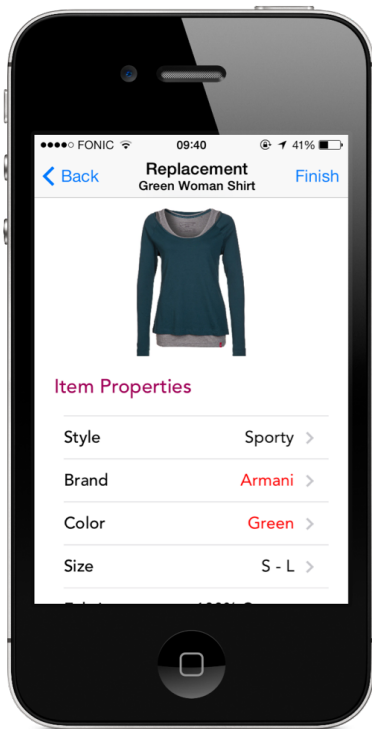 FONIC 09:40 41%
Back Replacement Finish
Green Woman Shirt
Item Properties
Style Sporty
Brand Armani
Color Green
Size S - L